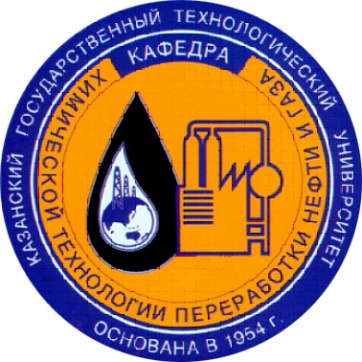 КАЗАНСКИЙ ГОСУДАРСТВЕННЫЙ ТЕХНОЛОГИЧЕСКИЙ УНИВЕРСИТЕТ
КАФЕДРА
ХИМИЧЕСКОЙ ТЕХНОЛОГИИ ПЕРЕРАБОТКИ НЕФТИ И ГАЗА
ОСНОВАНА В 1954 г.